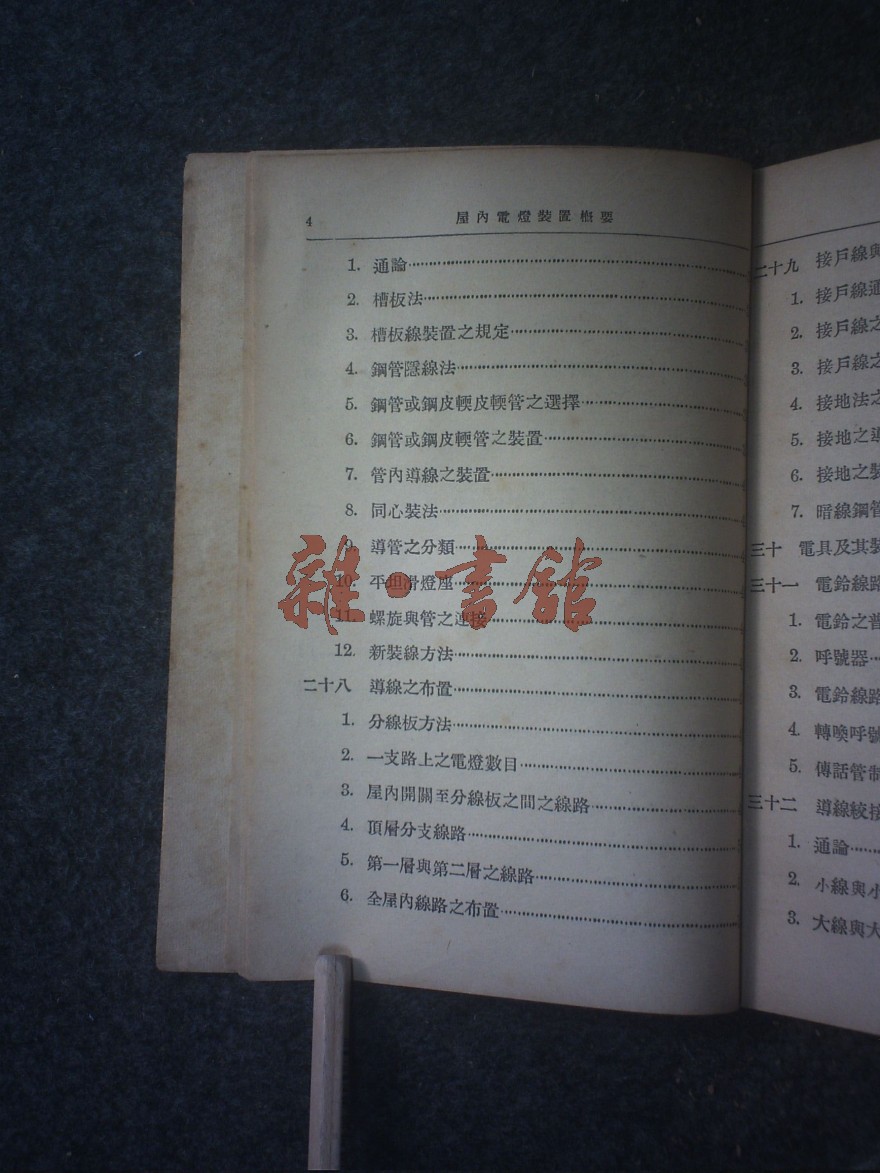 4 屋內電燈裝置概要
1. 通論
2. 槽板法
3. 槽板線裝置之規定
4. 鋼管隱線法
5. 鋼管或鋼皮輭皮輭管之選擇
6. 鋼管或鋼皮輭管之裝置
7. 管內導線之裝置
8. 同心裝法
9. 導管之分類
10. 平坦滑燈座
11. 螺旋與管之連接
12. 新裝線方法
二十八 導線之布置
1. 分線板方法
2. 一支路上之電燈數目
3. 屋內開關至分線板之間之線路
4. 頂層分支線路
5. 第一層與第二層之線路
6. 全屋內線路之布置
二十九 接戶線與
1. 接戶線通
2. 接戶線之
3. 接戶線之
4. 接地法之
5. 接地之導
6. 接地之裝
7. 暗線鋼管
三十 電具及其裝
三十一 電鈴線路
1. 電鈴之普
2. 呼號器
3. 電鈴線路
4. 轉喚呼號
5. 傳話管制
三十二 導線絞接
1. 通論
2. 小線與小
3. 大線與大
雜·書館